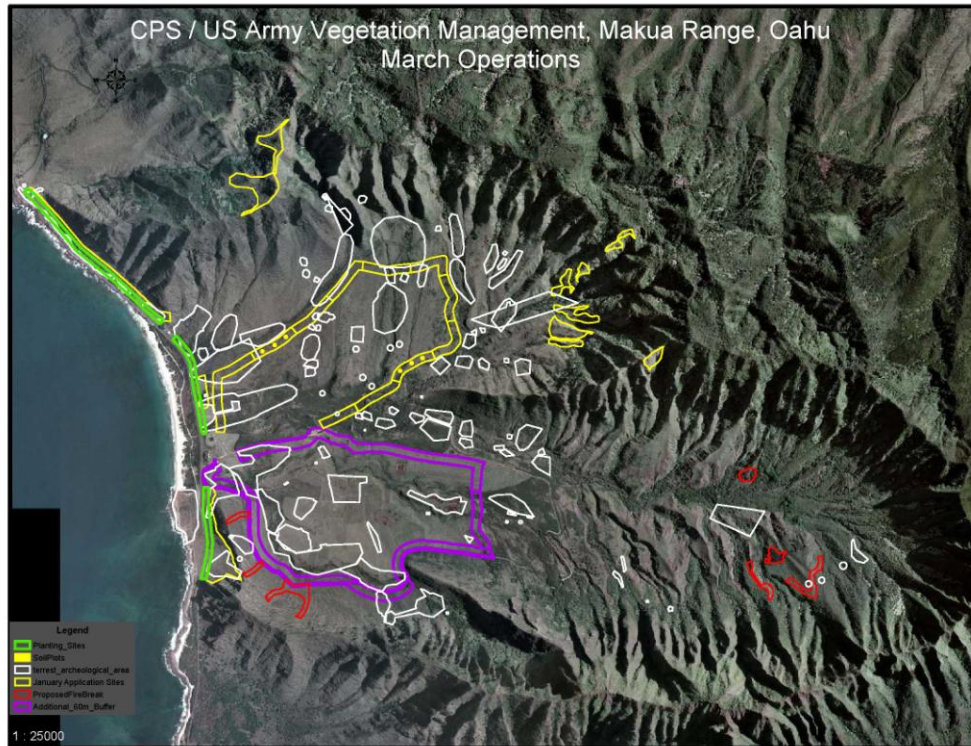 CPS / US Army Vegetation Management, Makua Range, Oahu
March Operations
Legend
Planting_Sites
SoilPlots
terrest_archeological_area
January Application Sites
ProposedFireBreak
Additional_60m_Buffer
1 : 25000